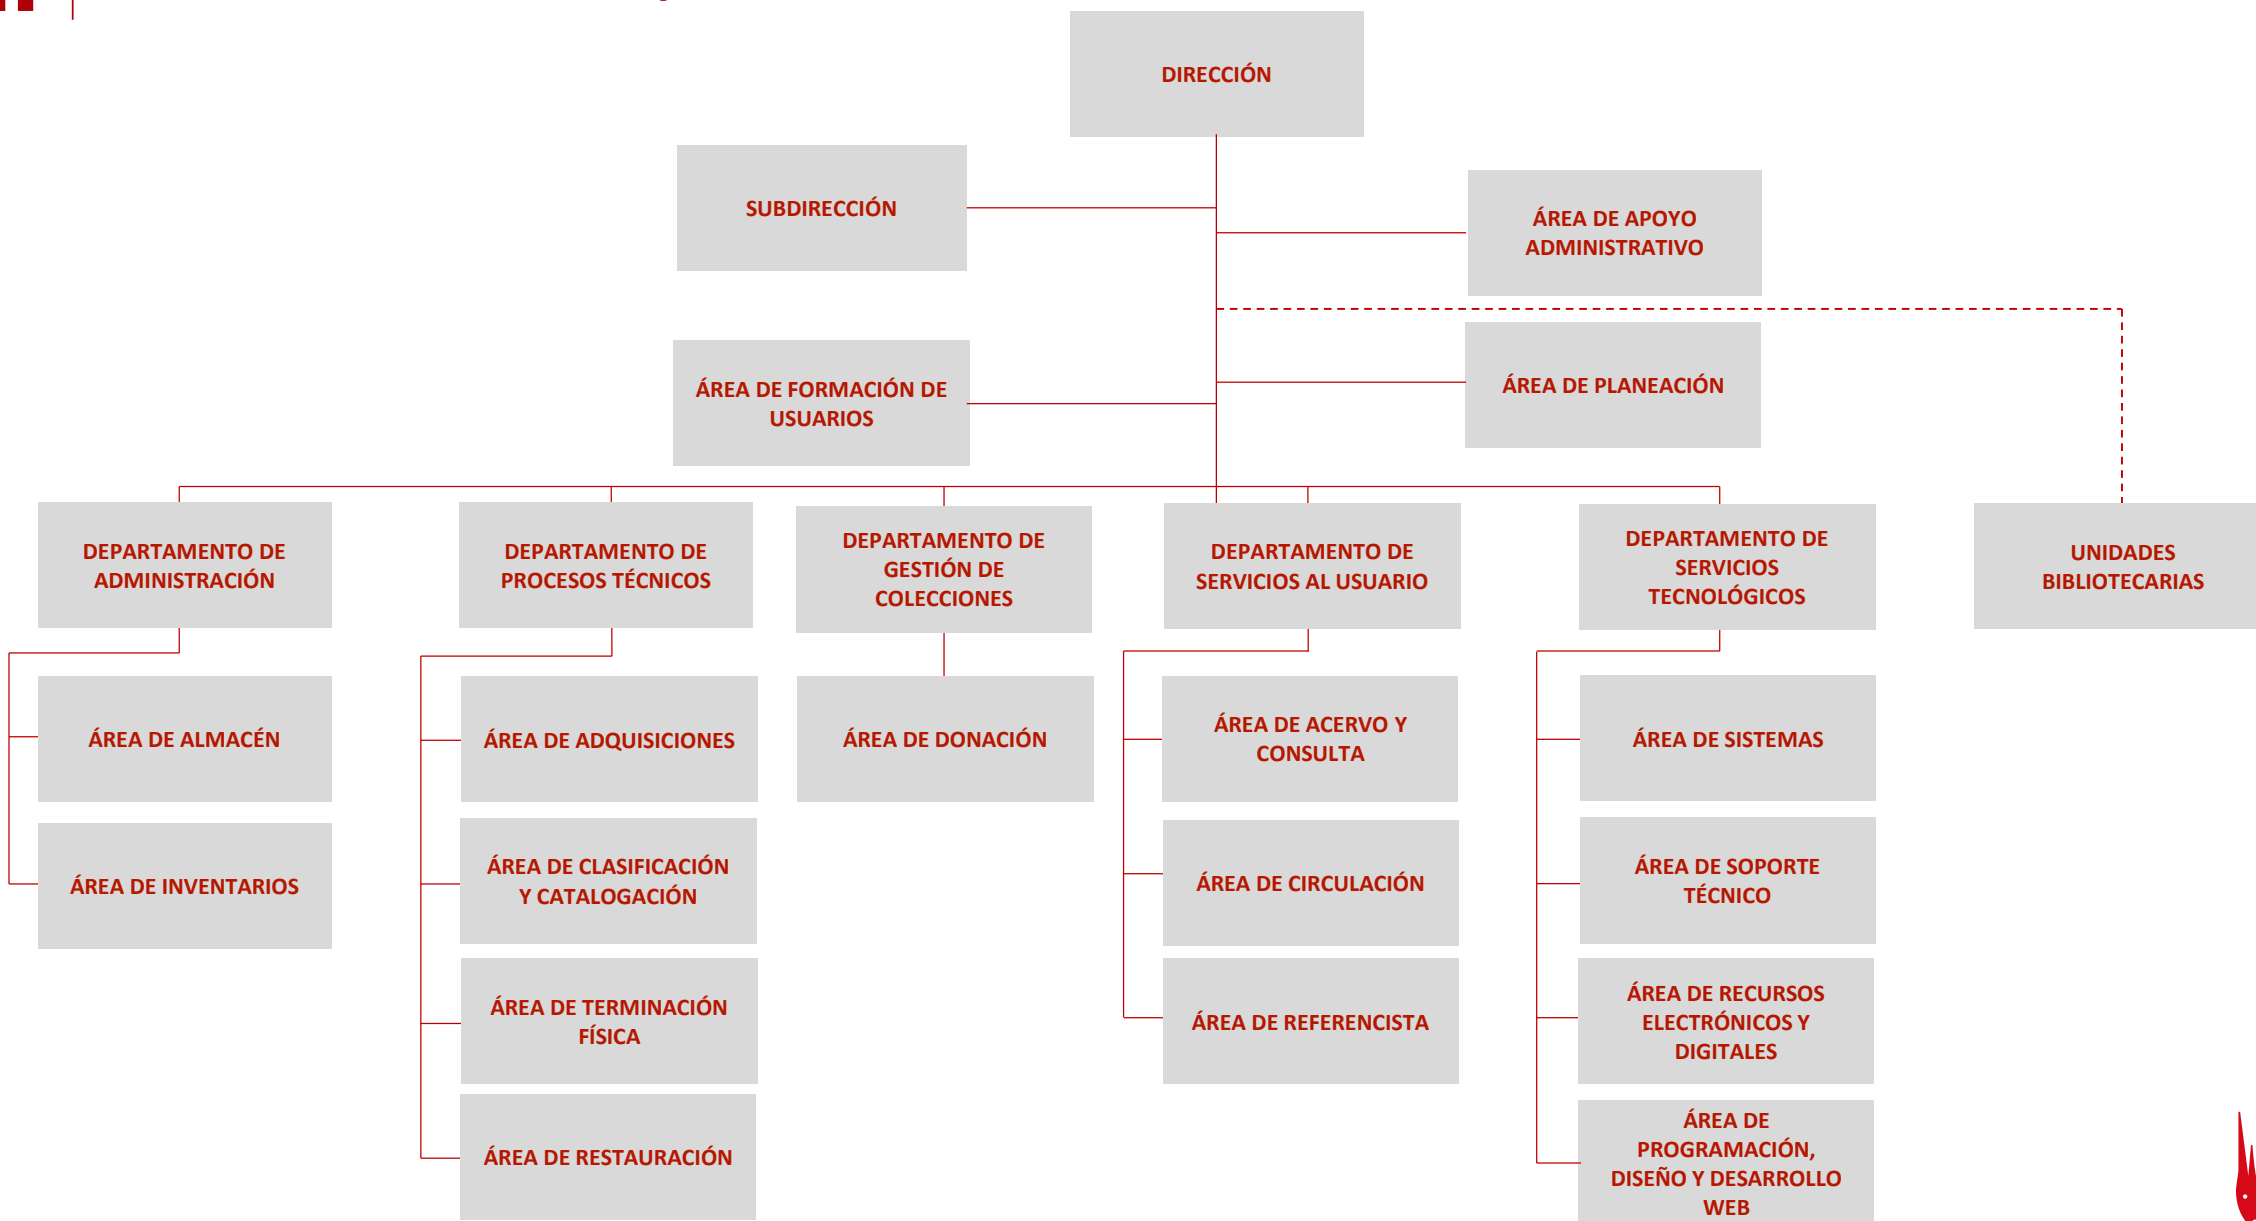 DIRECCIÓN
SUBDIRECCIÓN
ÁREA DE APOYO
ADMINISTRATIVO
ÁREA DE FORMACIÓN DE
USUARIOS
ÁREA DE PLANEACIÓN
DEPARTAMENTO DE
ADMINISTRACIÓN
DEPARTAMENTO DE
PROCESOS TÉCNICOS
DEPARTAMENTO DE
GESTIÓN DE
COLECCIONES
DEPARTAMENTO DE
SERVICIOS AL USUARIO
DEPARTAMENTO DE
SERVICIOS
TECNOLÓGICOS
UNIDADES
BIBLIOTECARIAS
ÁREA DE ALMACÉN
ÁREA DE ADQUISICIONES
ÁREA DE DONACIÓN
ÁREA DE ACERVO Y
CONSULTA
ÁREA DE SISTEMAS
ÁREA DE INVENTARIOS
ÁREA DE CLASIFICACIÓN
Y CATALOGACIÓN
ÁREA DE CIRCULACIÓN
ÁREA DE SOPORTE
TÉCNICO
ÁREA DE TERMINACIÓN
FÍSICA
ÁREA DE REFERENCISTA
ÁREA DE RECURSOS
ELECTRÓNICOS Y
DIGITALES
ÁREA DE RESTAURACIÓN
ÁREA DE
PROGRAMACIÓN,
DISEÑO Y DESARROLLO
WEB